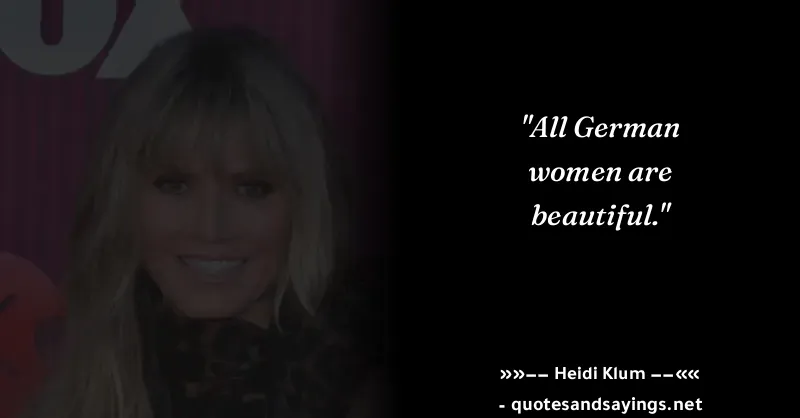 "All German
women are
beautiful."
»»–– Heidi Klum ––««
- quotesandsayings.net